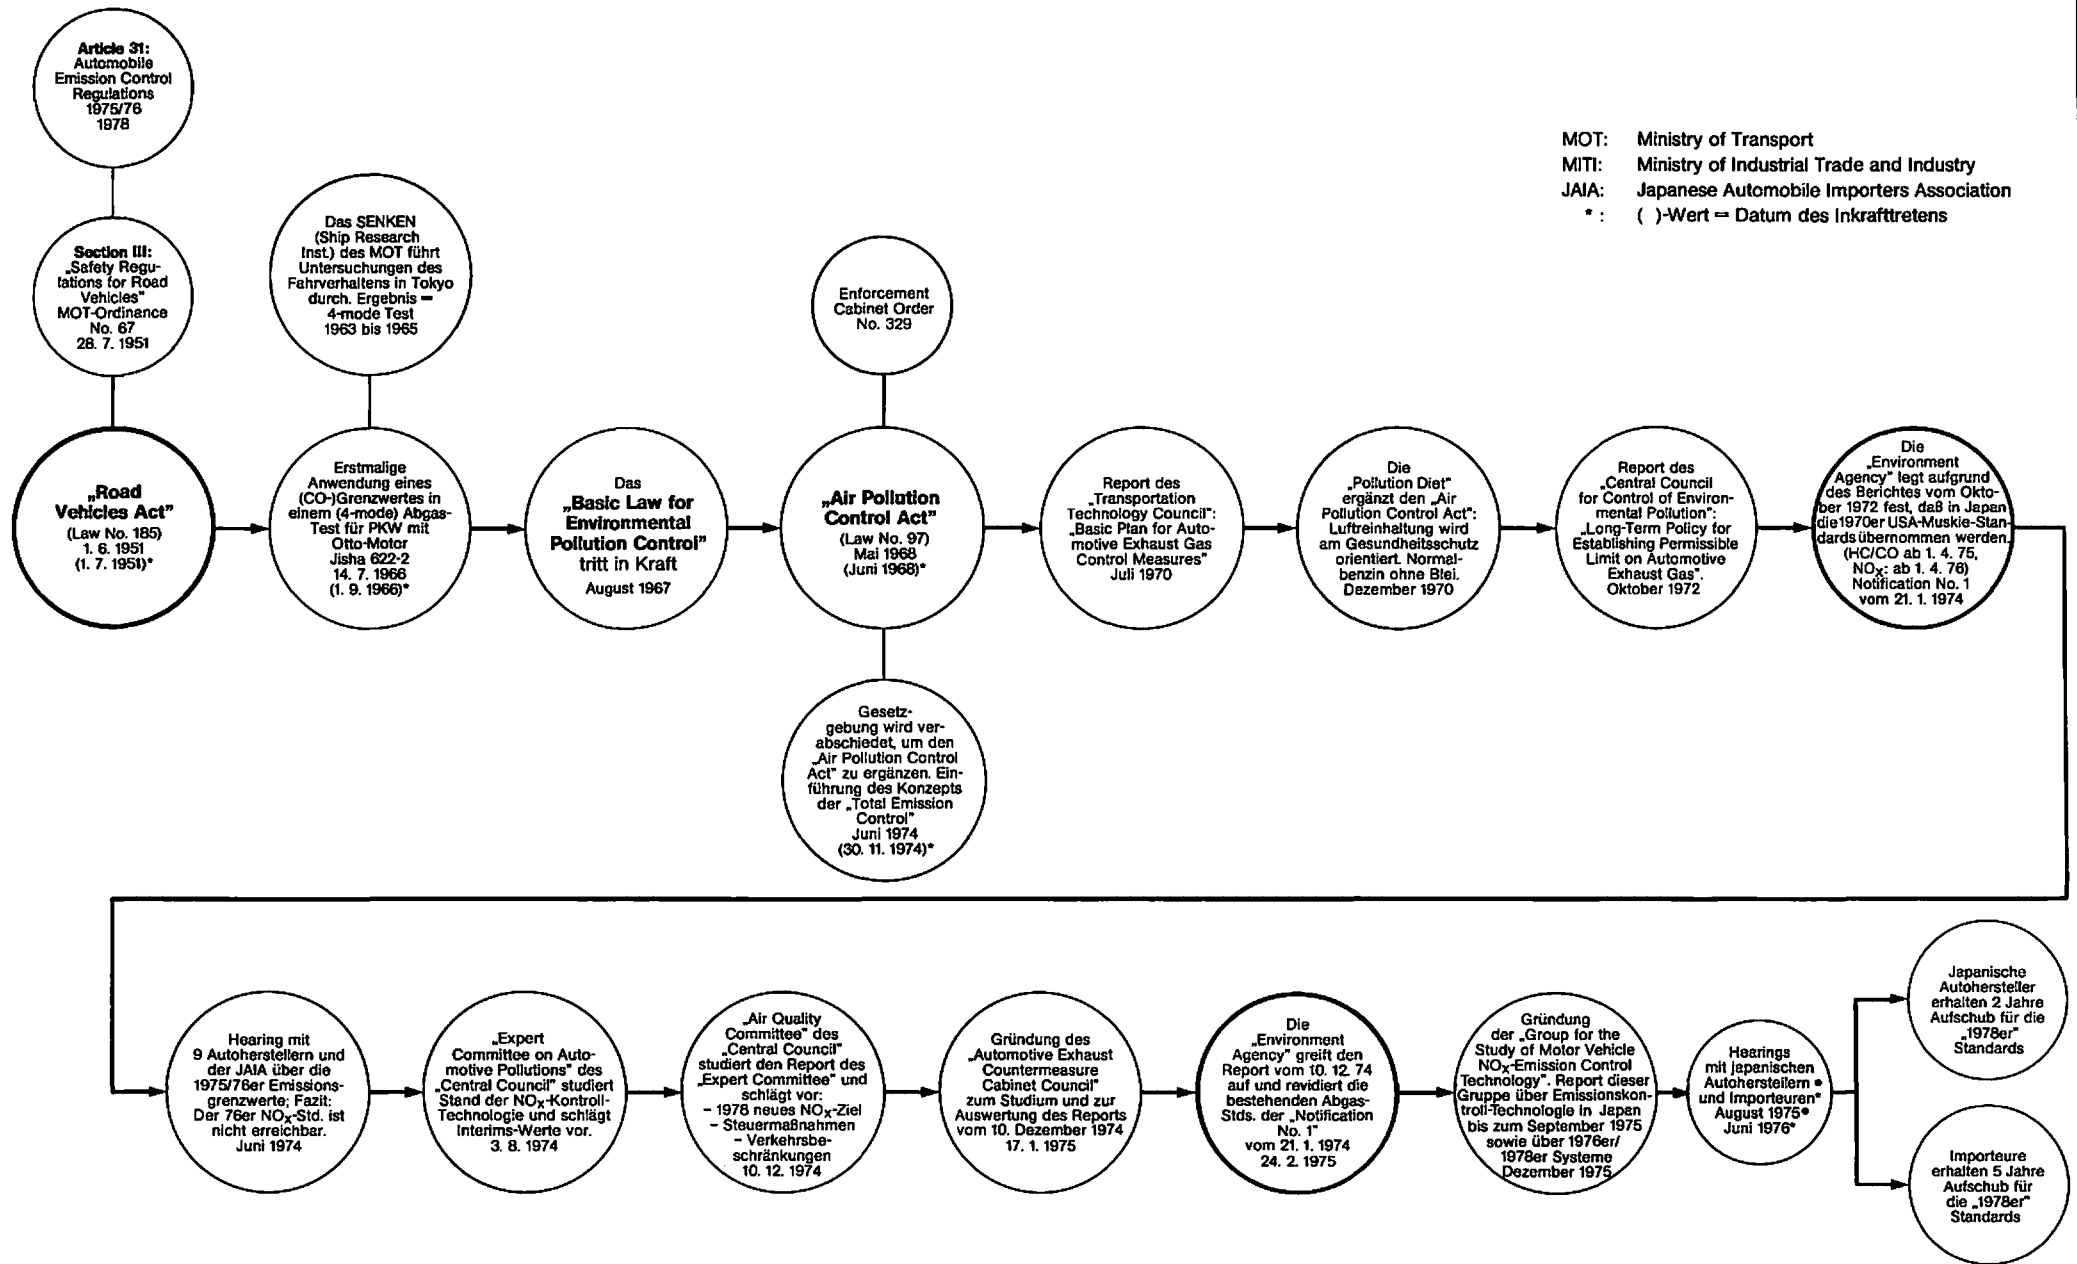 Article 31:
Automobile
Emission Control
Regulations
1975/76
1978
Section III:
„Safety Regu-
lations for Road
Vehicles”
MOT-Ordinance
No. 67
28. 7. 1951
Das SENKEN
(Ship Research
Inst.) des MOT führt
Untersuchungen des
Fahrverhaltens in Tokyo
durch. Ergebnis =
4-mode Test
1963 bis 1965
Enforcement
Cabinet Order
No. 329
MOT: Ministry of Transport
MITI: Ministry of Industrial Trade and Industry
JAIA: Japanese Automobile Importers Association
* : ( )-Wert = Datum des Inkrafttretens
„Road
Vehicles Act”
(Law No. 185)
1. 6. 1951
(1. 7. 1951)*
Erstmalige
Anwendung eines
(CO-)Grenzwertes in
einem (4-mode) Abgas-
Test für PKW mit
Otto-Motor
Jisha 622-2
14. 7. 1966
(1. 9. 1966)*
Das
„Basic Law for
Environmental
Pollution Control”
tritt in Kraft
August 1967
„Air Pollution
Control Act”
(Law No. 97)
Mai 1968
(Juni 1968)*
Report des
„Transportation
Technology Council”:
„Basic Plan for Auto-
motive Exhaust Gas
Control Measures”
Juli 1970
Die
„Pollution Diet”
ergänzt den „Air
Pollution Control Act”:
Luftreinhaltung wird
am Gesundheitsschutz
orientiert. Normal-
benzin ohne Blei.
Dezember 1970
Report des
„Central Council
for Control of Environ-
mental Pollution”:
„Long-Term Policy for
Establishing Permissible
Limit on Automotive
Exhaust Gas”.
Oktober 1972
Die
„Environment
Agency” legt aufgrund
des Berichtes vom Okto-
ber 1972 fest, daß in Japan
die 1970er USA-Muskie-Stan-
dards übernommen werden.
(HC/CO ab 1. 4. 75,
NOx: ab 1. 4. 76)
Notification No. 1
vom 21. 1. 1974
Gesetz-
gebung wird ver-
abschiedet, um den
„Air Pollution Control
Act” zu ergänzen. Ein-
führung des Konzepts
der „Total Emission
Control”
Juni 1974
(30. 11. 1974)*
Hearing mit
9 Autoherstellern und
der JAIA über die
1975/76er Emissions-
grenzwerte; Fazit:
Der 76er NOx-Std. ist
nicht erreichbar.
Juni 1974
„Expert
Committee on Auto-
motive Pollutions” des
„Central Council” studiert
Stand der NOx-Kontroll-
Technologie und schlägt
Interims-Werte vor.
3. 8. 1974
„Air Quality
Committee” des
„Central Council”
studiert den Report des
„Expert Committee” und
schlägt vor:
– 1978 neues NOx-Ziel
– Steuermaßnahmen
– Verkehrsbe-
schränkungen
10. 12. 1974
Gründung des
„Automotive Exhaust
Countermeasure
Cabinet Council”
zum Studium und zur
Auswertung des Reports
vom 10. Dezember 1974
17. 1. 1975
Die
„Environment
Agency” greift den
Report vom 10. 12. 74
auf und revidiert die
bestehenden Abgas-
Stds. der „Notification
No. 1”
vom 21. 1. 1974
24. 2. 1975
Gründung
der „Group for the
Study of Motor Vehicle
NOx-Emission Control
Technology”. Report dieser
Gruppe über Emissionskon-
troll-Technologie in Japan
bis zum September 1975
sowie über 1976er/
1978er Systeme
Dezember 1975
Hearings
mit japanischen
Autoherstellern ●
und Importeuren*
August 1975●
Juni 1976*
Japanische
Autohersteller
erhalten 2 Jahre
Aufschub für die
„1978er”
Standards
Importeure
erhalten 5 Jahre
Aufschub für
die „1978er”
Standards